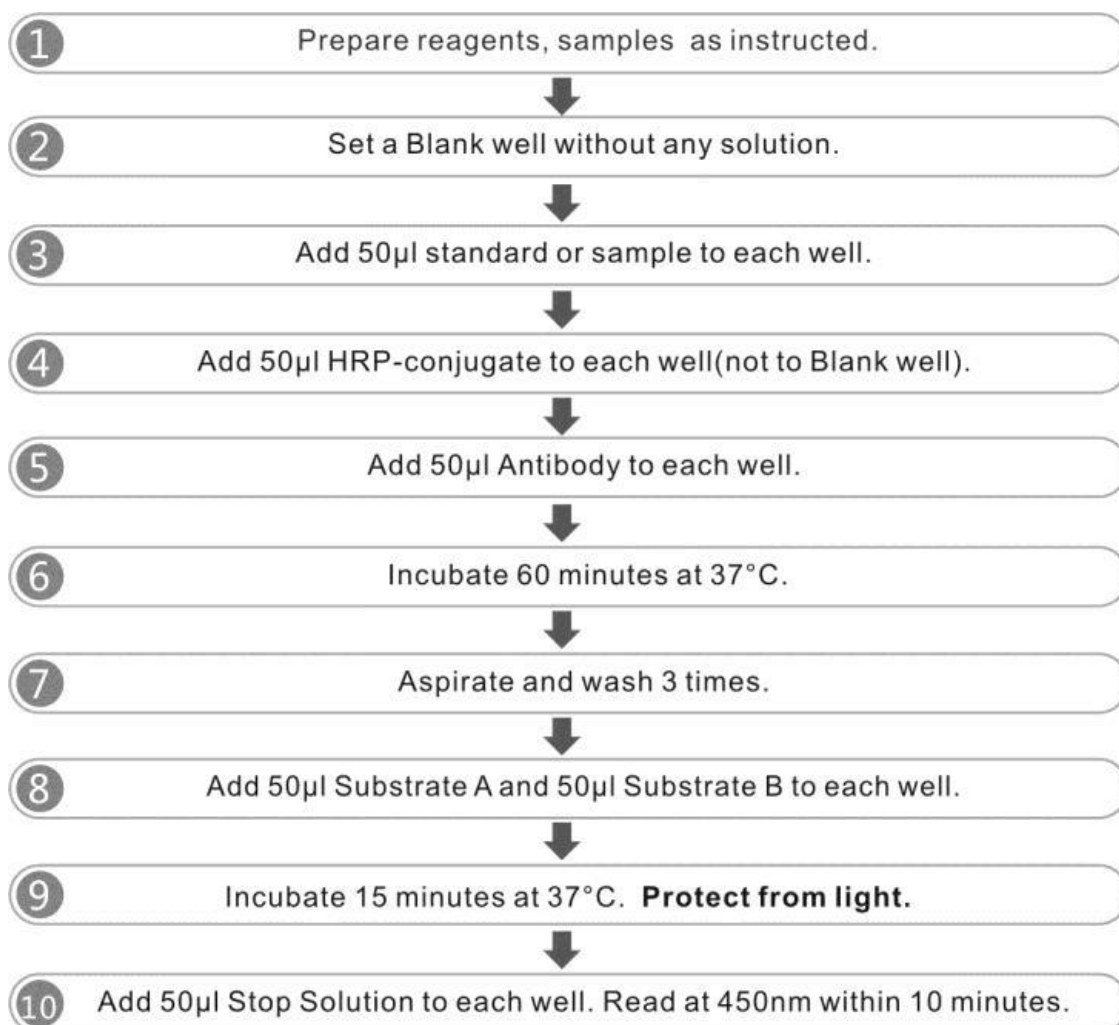 1 Prepare reagents, samples as instructed.
2 Set a Blank well without any solution.
3 Add 50µl standard or sample to each well.
4 Add 50µl HRP-conjugate to each well(not to Blank well).
5 Add 50µl Antibody to each well.
6 Incubate 60 minutes at 37°C.
7 Aspirate and wash 3 times.
8 Add 50µl Substrate A and 50µl Substrate B to each well.
9 Incubate 15 minutes at 37°C. Protect from light.
10 Add 50µl Stop Solution to each well. Read at 450nm within 10 minutes.